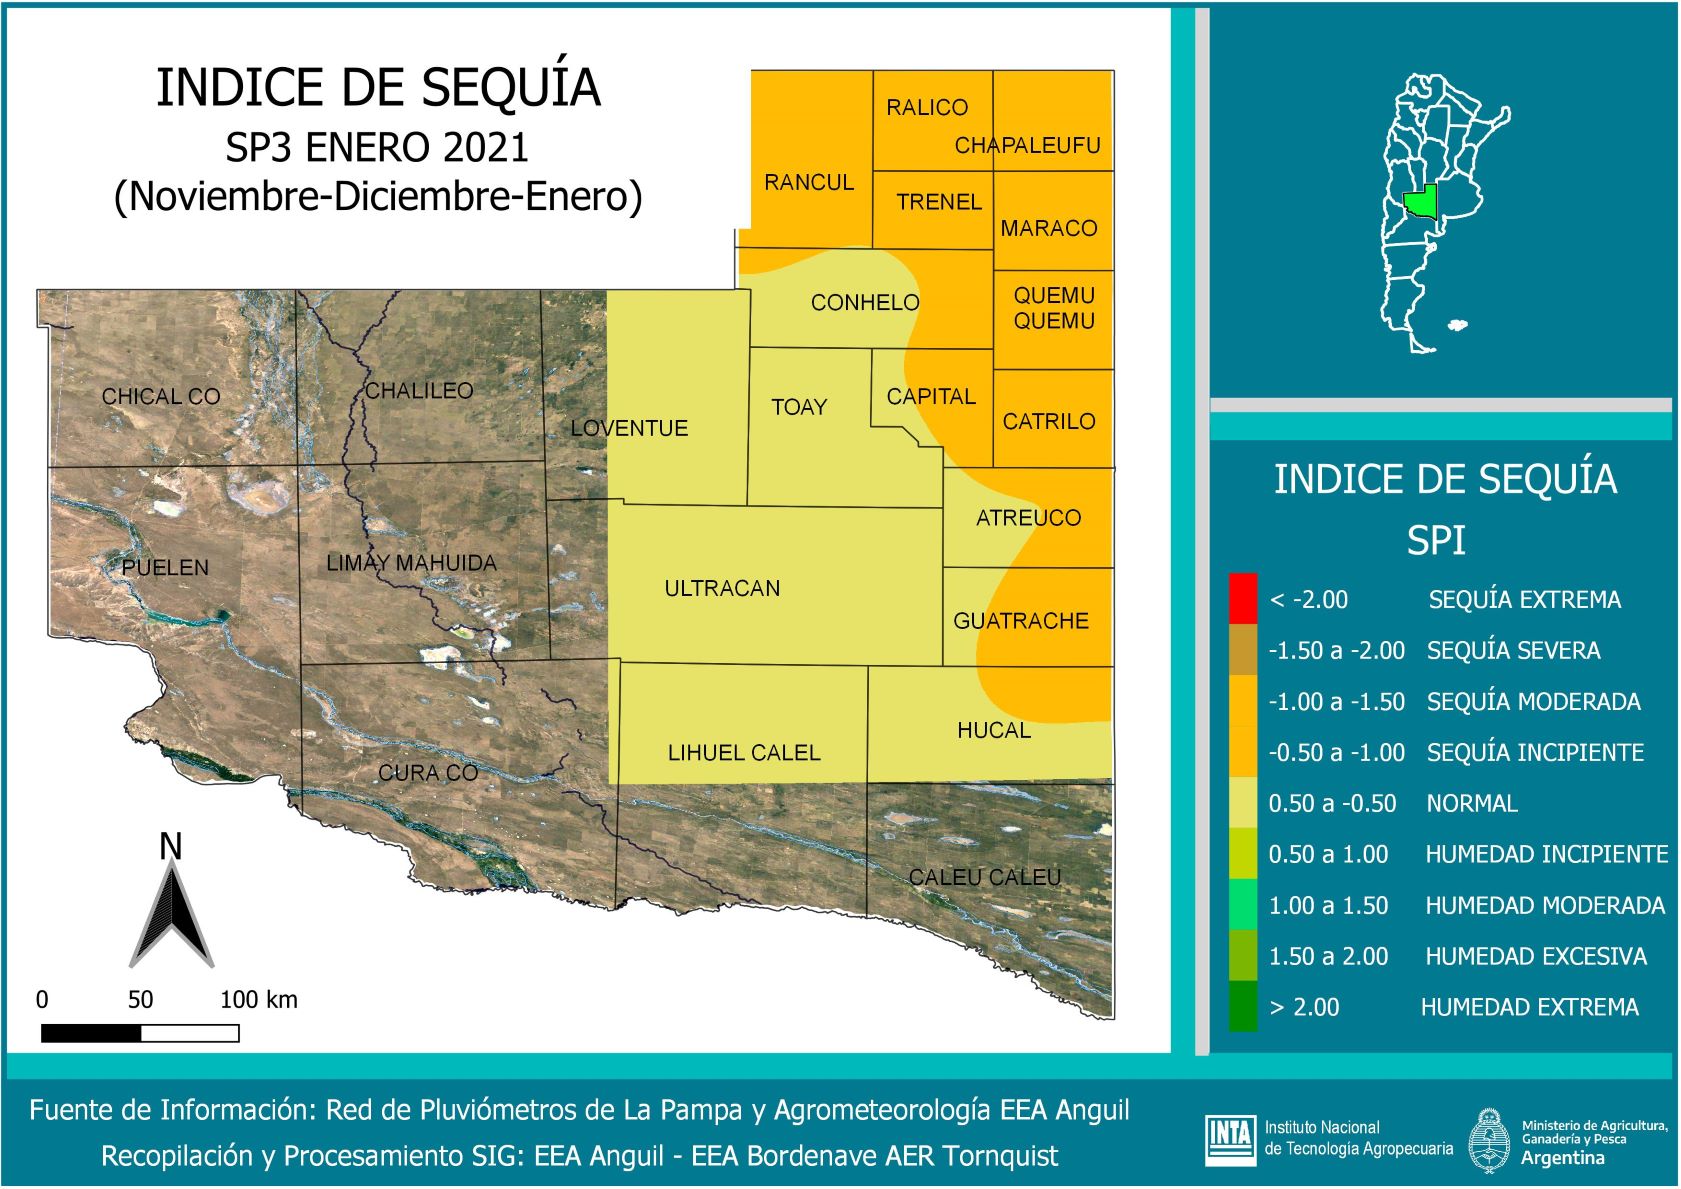 INDICE DE SEQUÍA
SP3 ENERO 2021
(Noviembre-Diciembre-Enero)
RALICO
CHAPALEUFU
RANCUL
TRENEL
MARACO
CONHELO
QUEMU
QUEMU
CHICAL CO
CHALILEO
LOVENTUE
TOAY
CAPITAL
CATRILO
ATREUCO
PUELEN
LIMAY MAHUIDA
ULTRACAN
GUATRACHE
HUCAL
LIHUEL CALEL
CURA CO
CALEU CALEU
N
0 50 100 km
INDICE DE SEQUÍA
SPI
< -2.00 SEQUÍA EXTREMA
-1.50 a -2.00 SEQUÍA SEVERA
-1.00 a -1.50 SEQUÍA MODERADA
-0.50 a -1.00 SEQUÍA INCIPIENTE
0.50 a -0.50 NORMAL
0.50 a 1.00 HUMEDAD INCIPIENTE
1.00 a 1.50 HUMEDAD MODERADA
1.50 a 2.00 HUMEDAD EXCESIVA
> 2.00 HUMEDAD EXTREMA
Fuente de Información: Red de Pluviómetros de La Pampa y Agrometeorología EEA Anguil
Recopilación y Procesamiento SIG: EEA Anguil - EEA Bordenave AER Tornquist
INTA
Instituto Nacional
de Tecnología Agropecuaria
Ministerio de Agricultura,
Ganadería y Pesca
Argentina